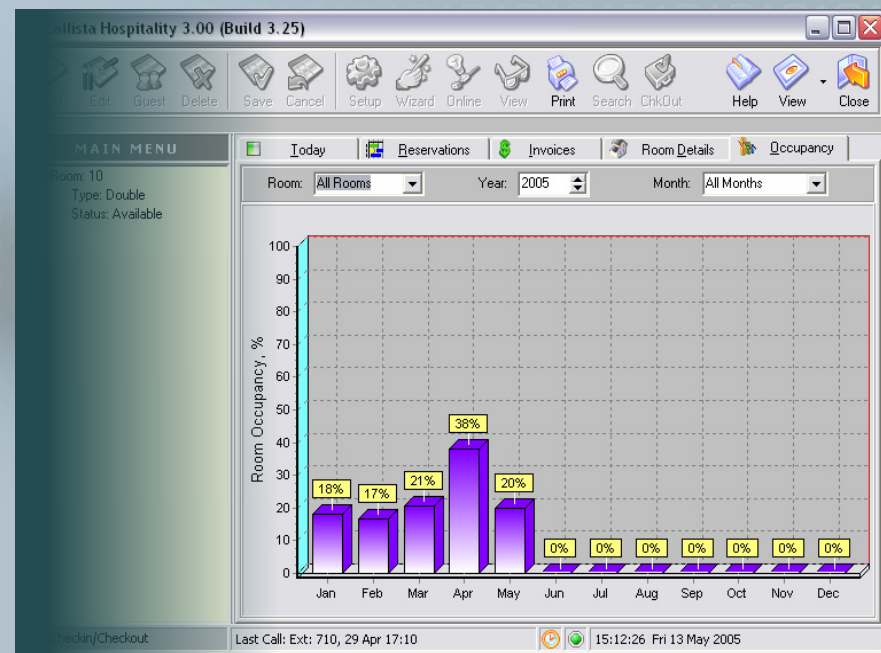 allista Hospitality 3.00 (Build 3.25)
Edit Guest Delete Save Cancel Setup Wizard Online View Print Search ChkOut Help View Close
MAIN MENU
Today Reservations Invoices Room Details Occupancy
Room: 10
Type: Double
Status: Available
Room: All Rooms Year: 2005 Month: All Months
Room Occupancy, %
100
90
80
70
60
50
40
30
20
10
0
18% 17% 21% 38% 20% 0% 0% 0% 0% 0% 0% 0%
Jan Feb Mar Apr May Jun Jul Aug Sep Oct Nov Dec
Checkin/Checkout Last Call: Ext: 710, 29 Apr 17:10 15:12:26 Fri 13 May 2005